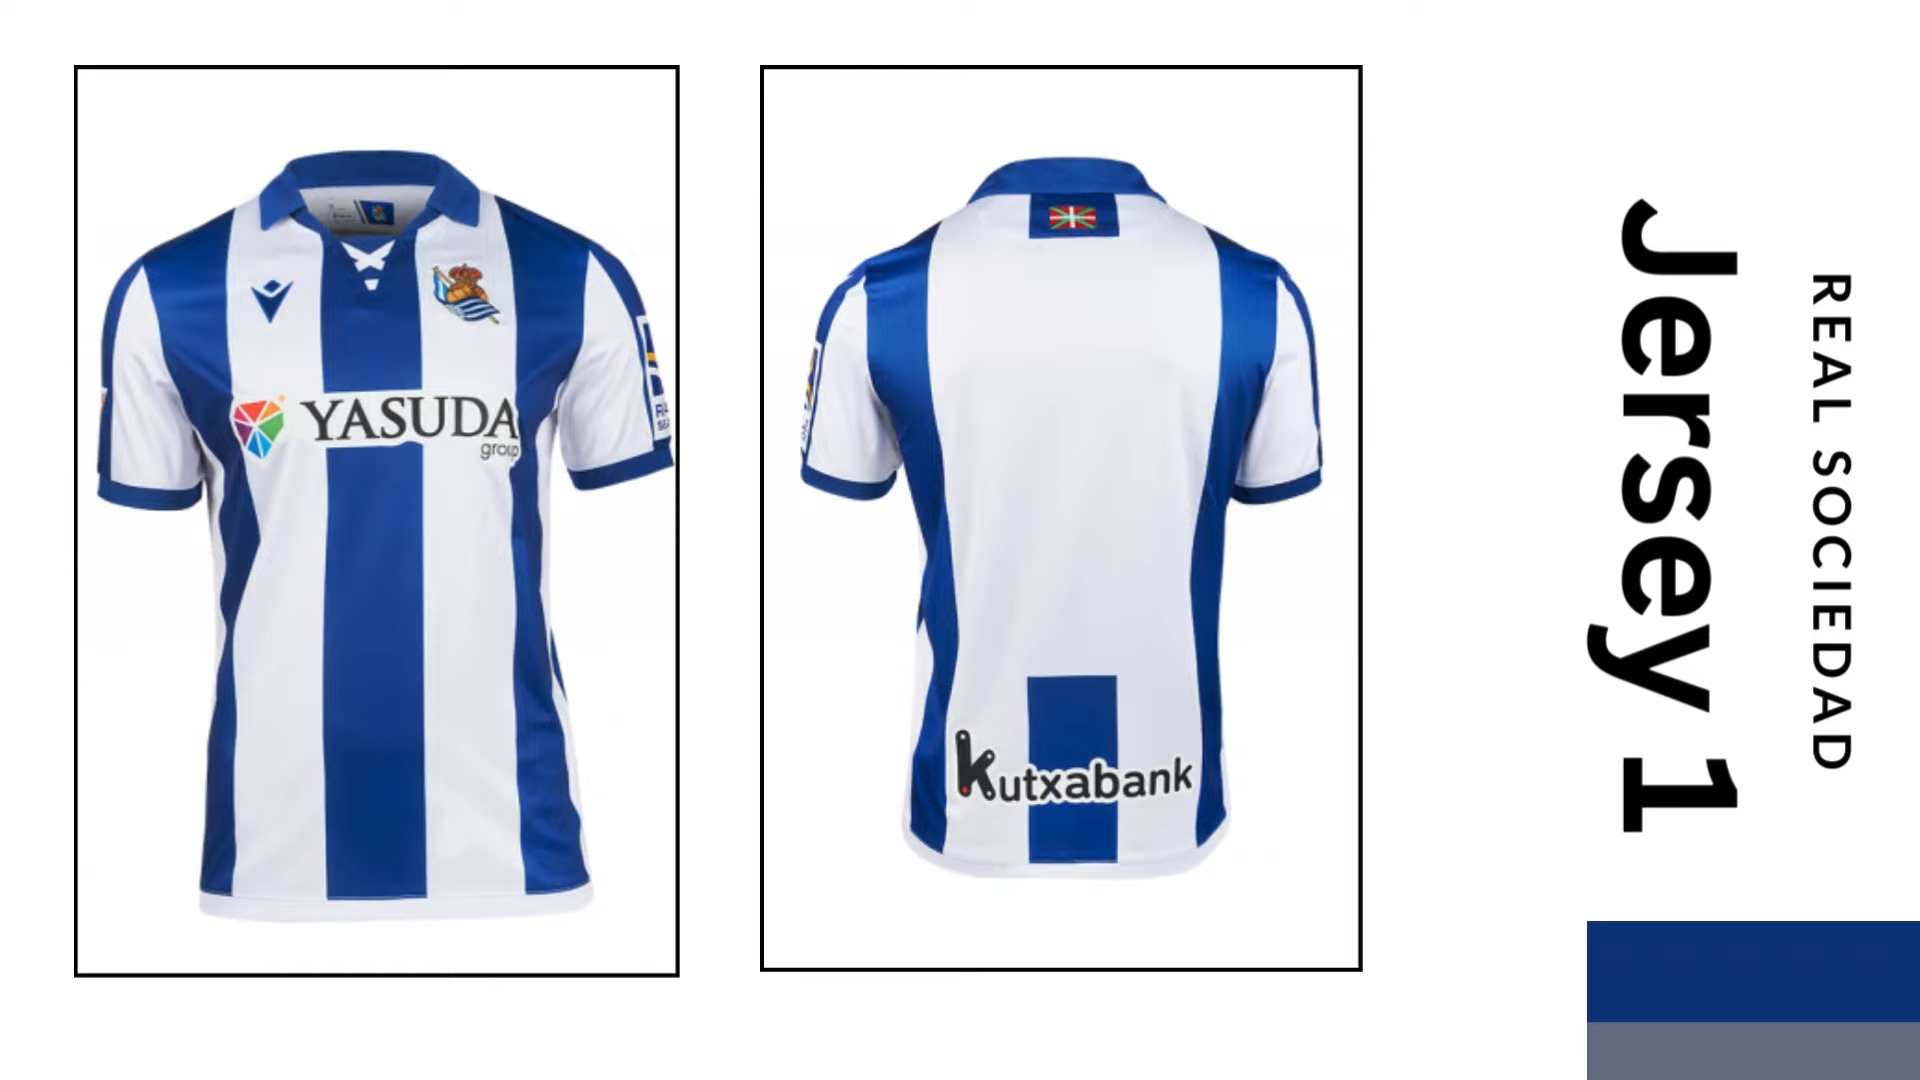 YASUDA
group
kutxabank
Jersey 1
REAL SOCIEDAD